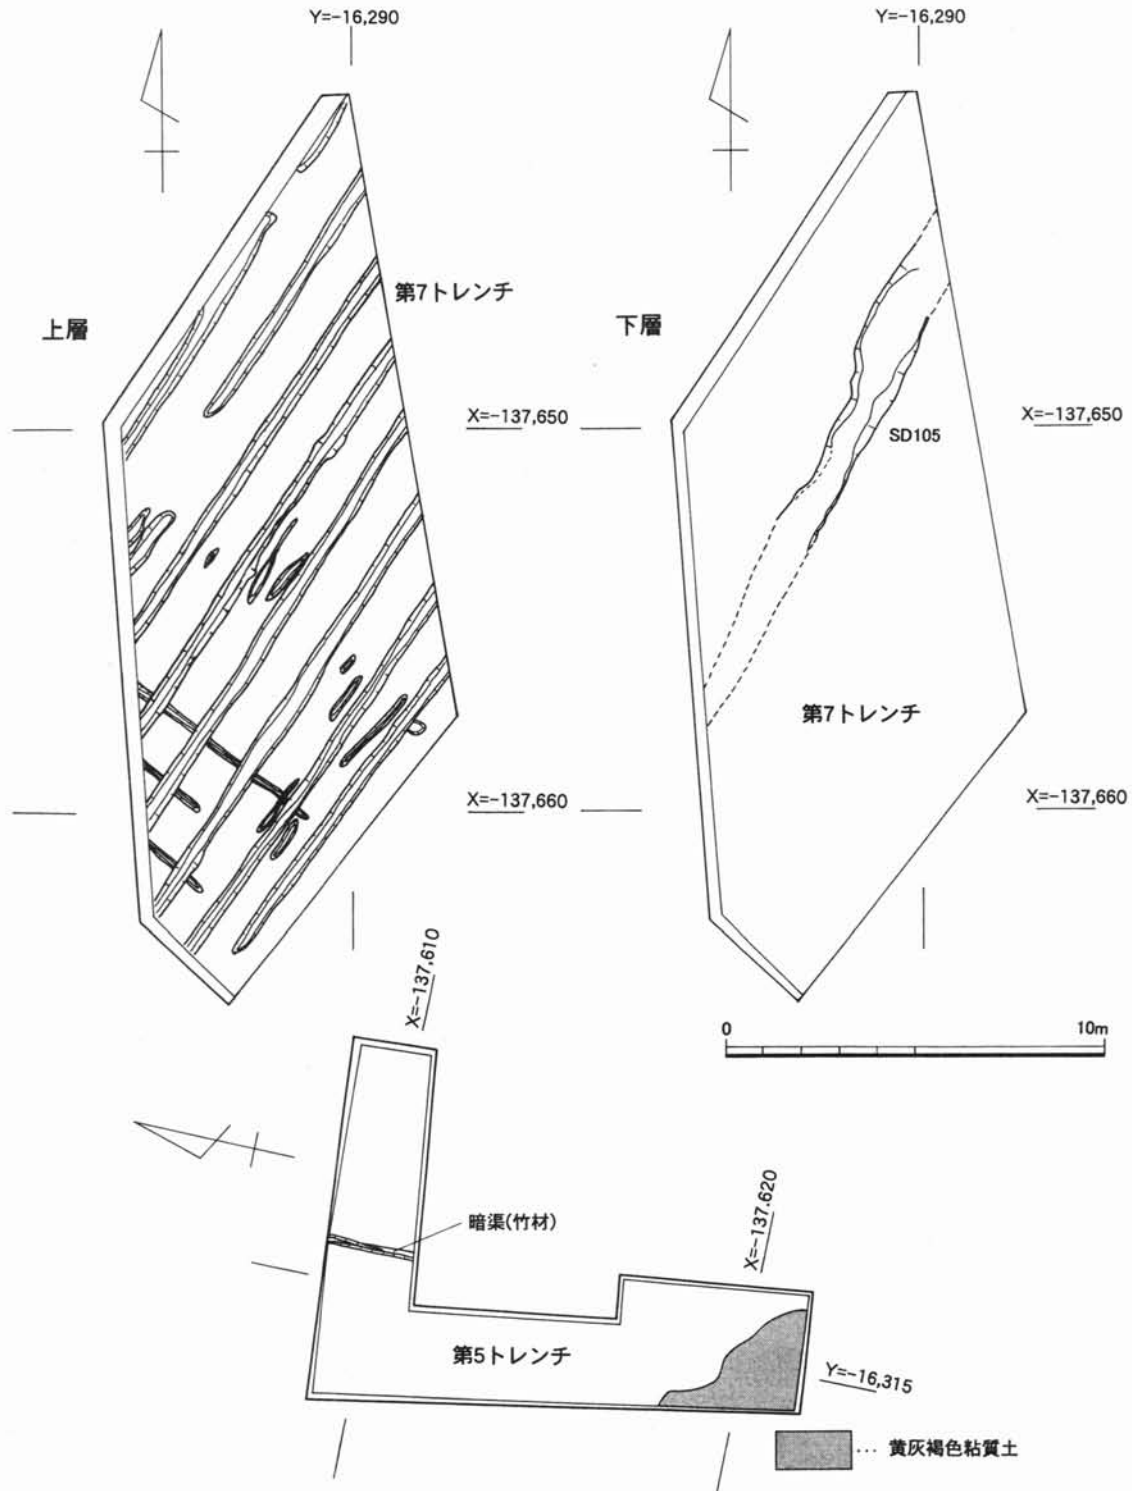 Y=-16,290
Y=-16,290
第7トレンチ
上層
下層
X=-137,650
X=-137,650
SD105
第7トレンチ
X=-137,660
X=-137,660
X=-137,610
0 10m
暗渠(竹材)
X=-137.620
第5トレンチ
Y=-16,315
… 黄灰褐色粘質土